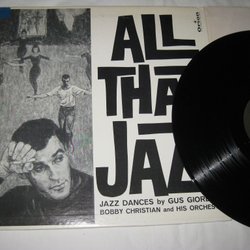 ALL
THA
JAZ
JAZZ DANCES by GUS GIOR
BOBBY CHRISTIAN and HIS ORCHES